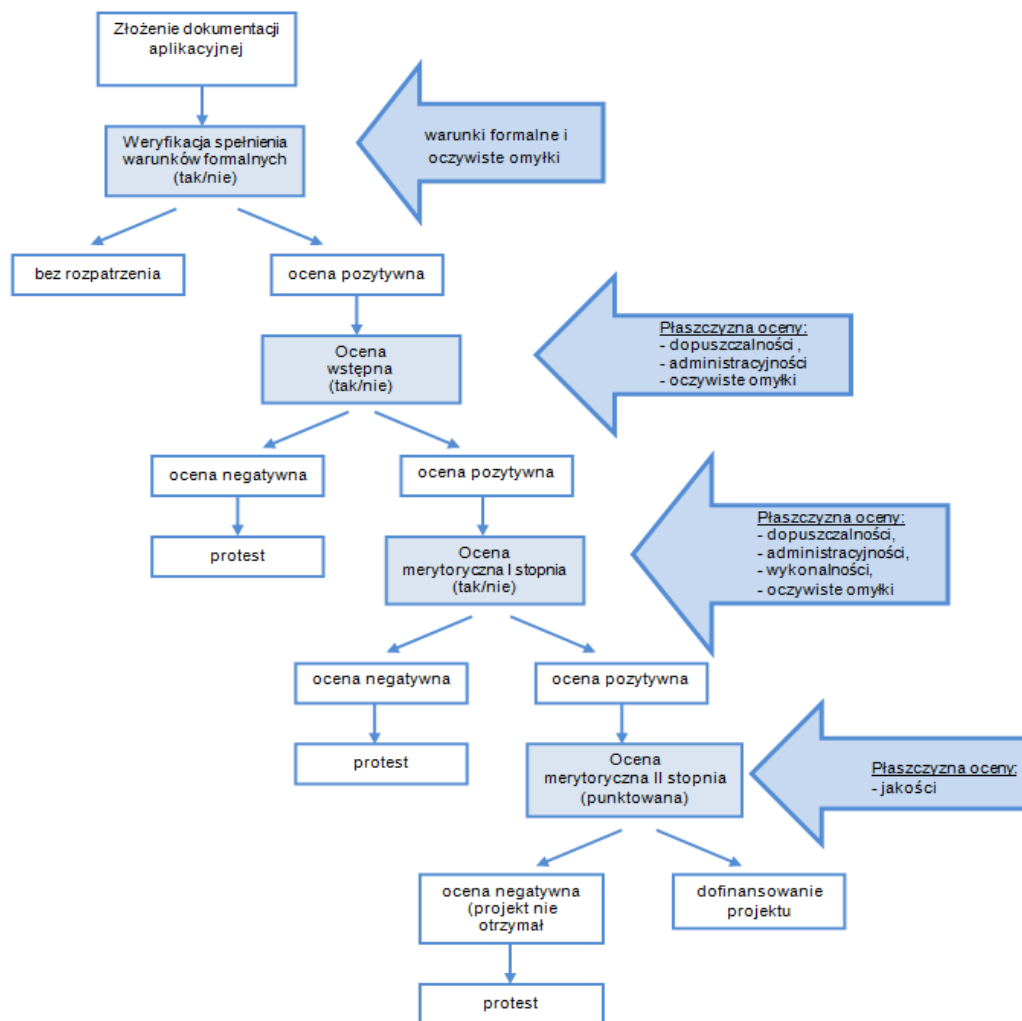 Złożenie dokumentacji
aplikacyjnej
Weryfikacja spełnienia
warunków formalnych
(tak/nie)
warunki formalne i
oczywiste omyłki
bez rozpatrzenia
ocena pozytywna
Ocena
wstępna
(tak/nie)
Płaszczyzna oceny:
- dopuszczalności ,
- administracyjności
- oczywiste omyłki
ocena negatywna
ocena pozytywna
protest
Ocena
merytoryczna I stopnia
(tak/nie)
Płaszczyzna oceny:
- dopuszczalności,
- administracyjności,
- wykonalności,
- oczywiste omyłki
ocena negatywna
ocena pozytywna
protest
Ocena
merytoryczna II stopnia
(punktowana)
Płaszczyzna oceny:
- jakości
ocena negatywna
(projekt nie
otrzymał
dofinansowanie
projektu
protest